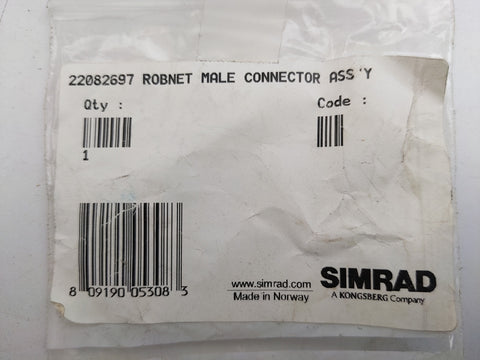 22082697 ROBNET MALE CONNECTOR ASS'Y
Qty : Code :
1
8 09190 05308 3
www.simrad.com
Made in Norway
SIMRAD
A KONGSBERG Company